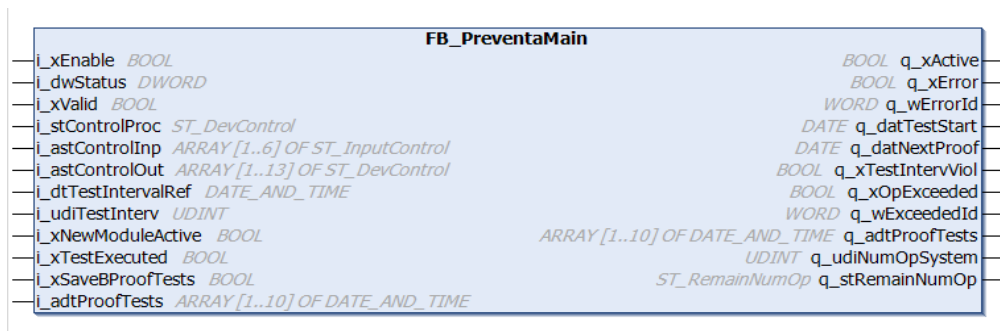 FB_PreventaMain
i_xEnable BOOL BOOL q_xActive
i_dwStatus DWORD BOOL q_xError
i_xValid BOOL WORD q_wErrorId
i_stControlProc ST_DevControl DATE q_datTestStart
i_astControlInp ARRAY [1..6] OF ST_InputControl DATE q_datNextProof
i_astControlOut ARRAY [1..13] OF ST_DevControl BOOL q_xTestIntervViol
i_dtTestIntervalRef DATE_AND_TIME BOOL q_xOpExceeded
i_udiTestInterv UDINT WORD q_wExceededId
i_xNewModuleActive BOOL ARRAY [1..10] OF DATE_AND_TIME q_adtProofTests
i_xTestExecuted BOOL UDINT q_udiNumOpSystem
i_xSaveBProofTests BOOL ST_RemainNumOp q_stRemainNumOp
i_adtProofTests ARRAY [1..10] OF DATE_AND_TIME